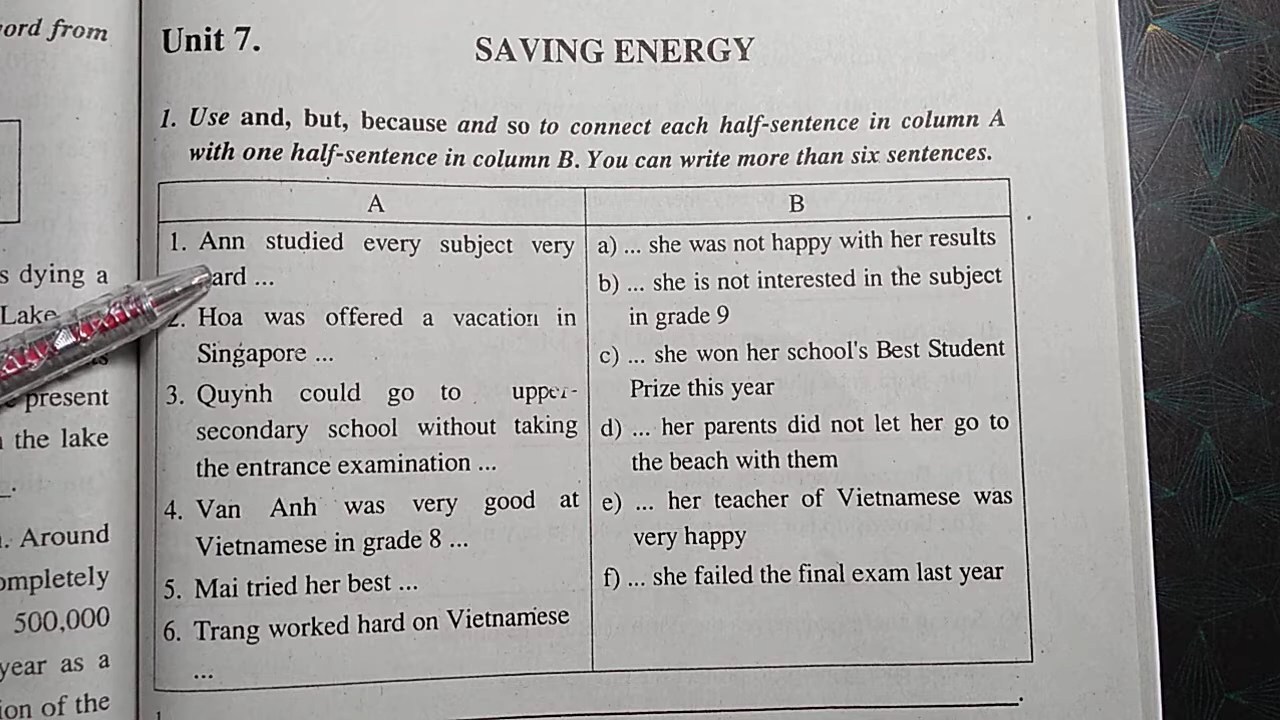 ord from
s dying a
Lake
present
the lake
. Around
ompletely
500,000
year as a
ion of the
Unit 7.
SAVING ENERGY
1. Use and, but, because and so to connect each half-sentence in column A
with one half-sentence in column B. You can write more than six sentences.
A
1. Ann studied every subject very
ard ...
2. Hoa was offered a vacation in
Singapore ...
3. Quynh could go to upper-
secondary school without taking
the entrance examination ...
4. Van Anh was very good at
Vietnamese in grade 8 ...
5. Mai tried her best ...
6. Trang worked hard on Vietnamese
...
B
a) ... she was not happy with her results
b) ... she is not interested in the subject
in grade 9
c) ... she won her school's Best Student
Prize this year
d) ... her parents did not let her go to
the beach with them
e) ... her teacher of Vietnamese was
very happy
f) ... she failed the final exam last year